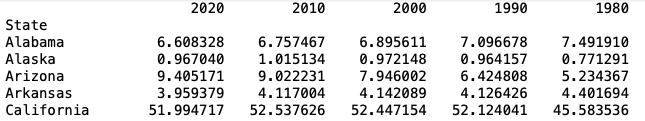 2020 2010 2000 1990 1980
State
Alabama 6.608328 6.757467 6.895611 7.096678 7.491910
Alaska 0.967040 1.015134 0.972148 0.964157 0.771291
Arizona 9.405171 9.022231 7.946002 6.424808 5.234367
Arkansas 3.959379 4.117004 4.142089 4.126426 4.401694
California 51.994717 52.537626 52.447154 52.124041 45.583536